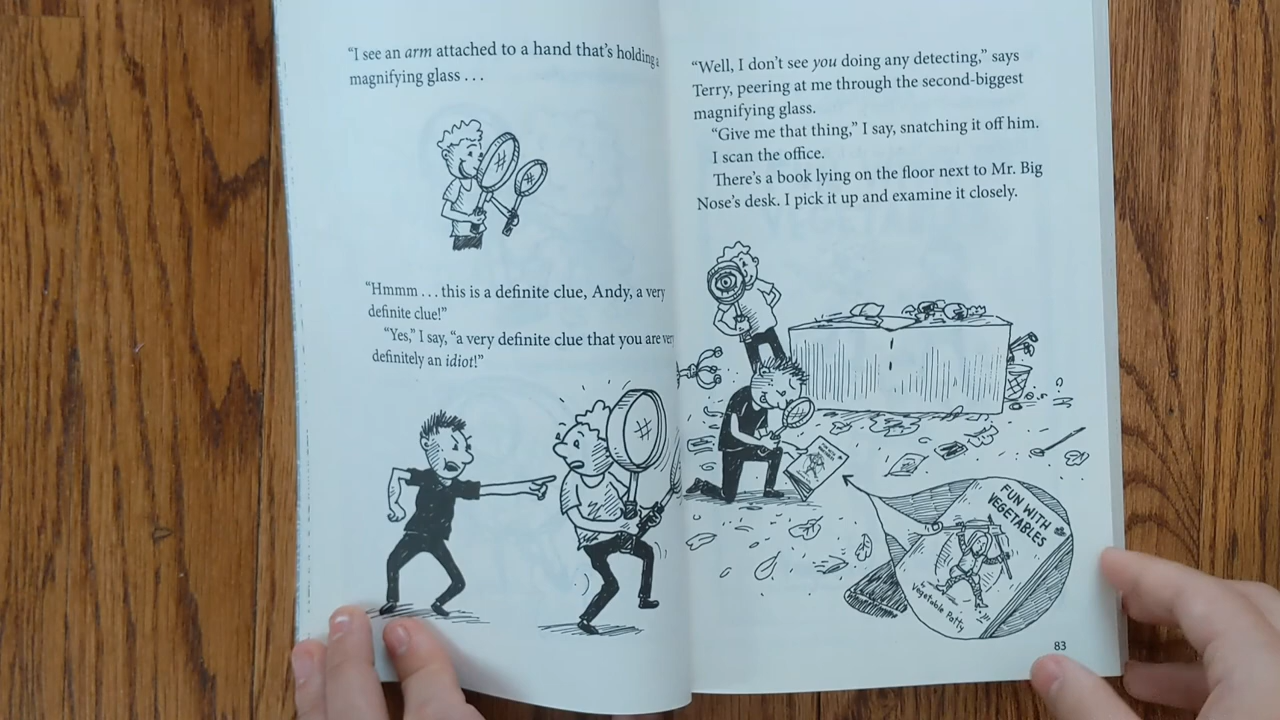 “I see an arm attached to a hand that’s holding a
magnifying glass . . .
“Hmmm . . . this is a definite clue, Andy, a very
definite clue!”
“Yes,” I say, “a very definite clue that you are very
definitely an idiot!”
“Well, I don’t see you doing any detecting,” says
Terry, peering at me through the second-biggest
magnifying glass.
“Give me that thing,” I say, snatching it off him.
I scan the office.
There’s a book lying on the floor next to Mr. Big
Nose’s desk. I pick it up and examine it closely.
FUN WITH
VEGETABLES
Vegetable Patty
83